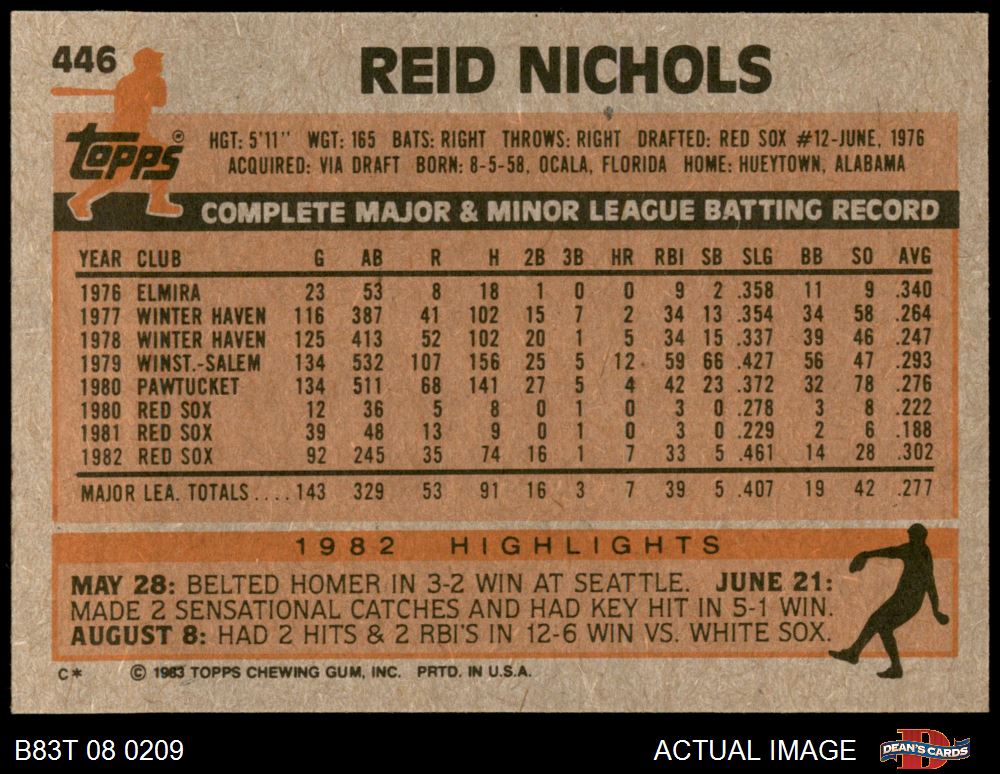 446
REID NICHOLS
Topps®
HGT: 5'11" WGT: 165 BATS: RIGHT THROWS: RIGHT DRAFTED: RED SOX #12-JUNE, 1976
ACQUIRED: VIA DRAFT BORN: 8-5-58, OCALA, FLORIDA HOME: HUEYTOWN, ALABAMA
COMPLETE MAJOR & MINOR LEAGUE BATTING RECORD
YEAR CLUB G AB R H 2B 3B HR RBI SB SLG BB SO AVG
1976 ELMIRA 23 53 8 18 1 0 0 9 2 .358 11 9 .340
1977 WINTER HAVEN 116 387 41 102 15 7 2 34 13 .354 34 58 .264
1978 WINTER HAVEN 125 413 52 102 20 1 5 34 15 .337 39 46 .247
1979 WINST.-SALEM 134 532 107 156 25 5 12 59 66 .427 56 47 .293
1980 PAWTUCKET 134 511 68 141 27 5 4 42 23 .372 32 78 .276
1980 RED SOX 12 36 5 8 0 1 0 3 0 .278 3 8 .222
1981 RED SOX 39 48 13 9 0 1 0 3 0 .229 2 6 .188
1982 RED SOX 92 245 35 74 16 1 7 33 5 .461 14 28 .302
MAJOR LEA. TOTALS....143 329 53 91 16 3 7 39 5 .407 19 42 .277
1982 HIGHLIGHTS
MAY 28: BELTED HOMER IN 3-2 WIN AT SEATTLE. JUNE 21:
MADE 2 SENSATIONAL CATCHES AND HAD KEY HIT IN 5-1 WIN.
AUGUST 8: HAD 2 HITS & 2 RBI'S IN 12-6 WIN VS. WHITE SOX.
C* © 1983 TOPPS CHEWING GUM, INC. PRTD. IN U.S.A.
B83T 08 0209
ACTUAL IMAGE
DEAN'S CARDS